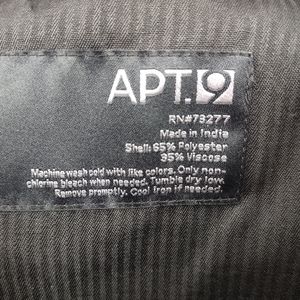 APT.9
RN#73277
Made in India
Shell: 65% Polyester
35% Viscose
Machine wash cold with like colors. Only non-
chlorine bleach when needed. Tumble dry low.
Remove promptly. Cool iron if needed.